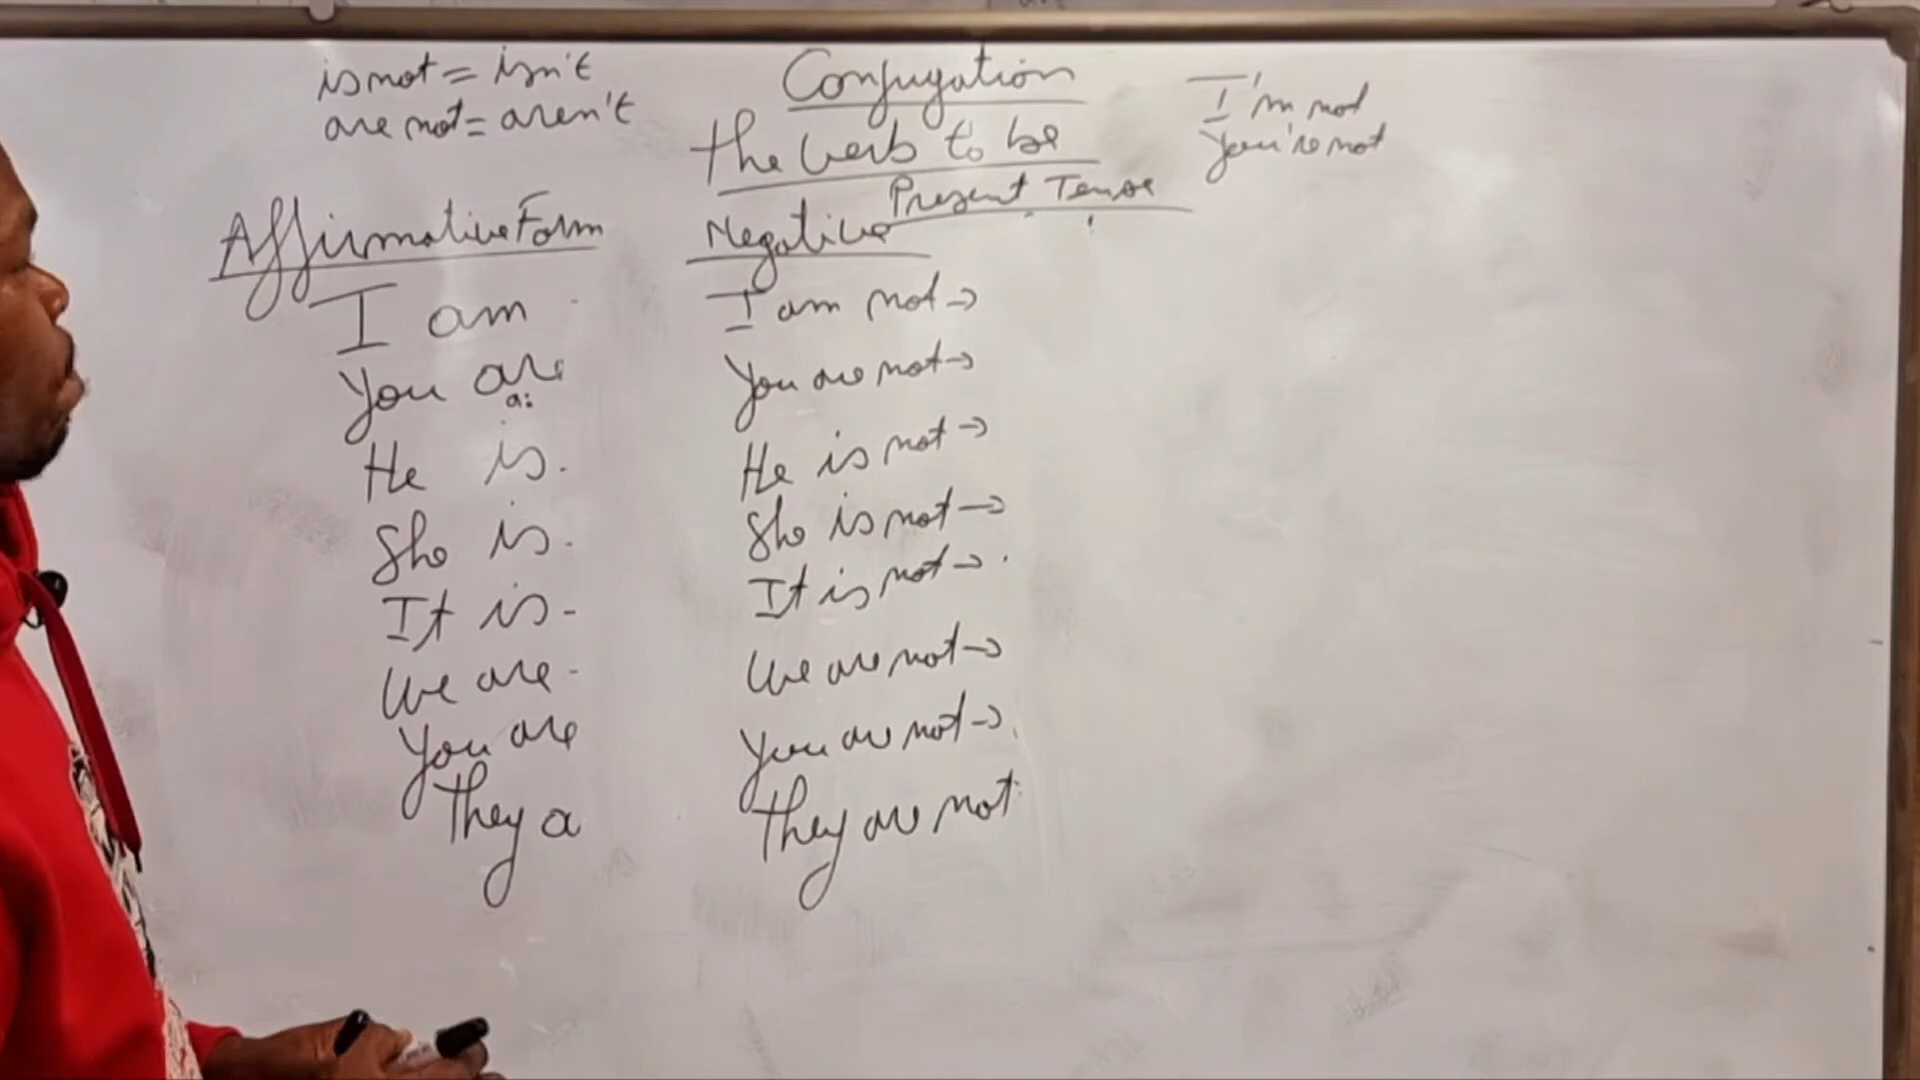 is not = isn't
are not = aren't
Conjugation
the verb to be
Present Tense
I'm not
You're not
Affirmative Form
I am
You are
a:
He is.
She is.
It is-
We are-
You are
They a
Negative
I am not →
You are not →
He is not →
She is not →
It is not →
We are not →
You are not →
They are not